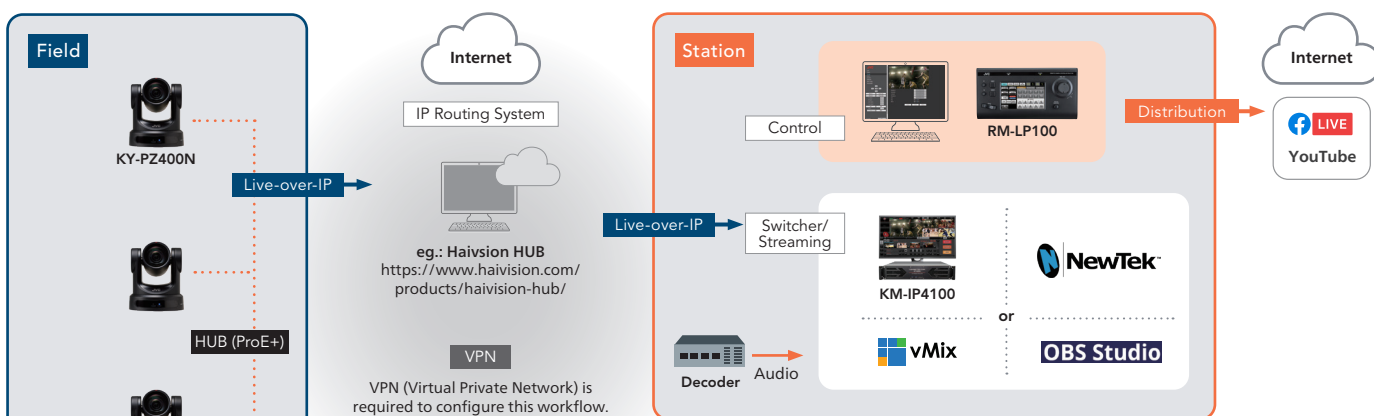 Field
KY-PZ400N
HUB (ProE+)
Live-over-IP
Internet
IP Routing System
eg.: Haivsion HUB
https://www.haivision.com/
products/haivision-hub/
VPN
VPN (Virtual Private Network) is
required to configure this workflow.
Live-over-IP
Station
Control
RM-LP100
Switcher/
Streaming
KM-IP4100
NewTek™
or
vMix
OBS Studio
Decoder
Audio
Distribution
Internet
LIVE
YouTube